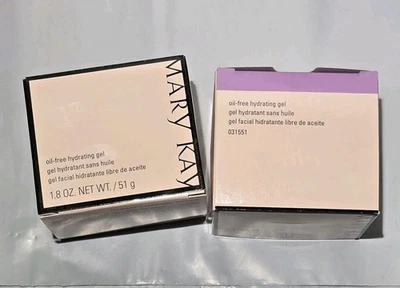 MARY KAY
oil-free hydrating gel
gel hydratant sans huile
gel facial hidratante libre de aceite
1.8 OZ. NET WT. / 51 g
oil-free hydrating gel
gel hydratant sans huile
gel facial hidratante libre de aceite
031551